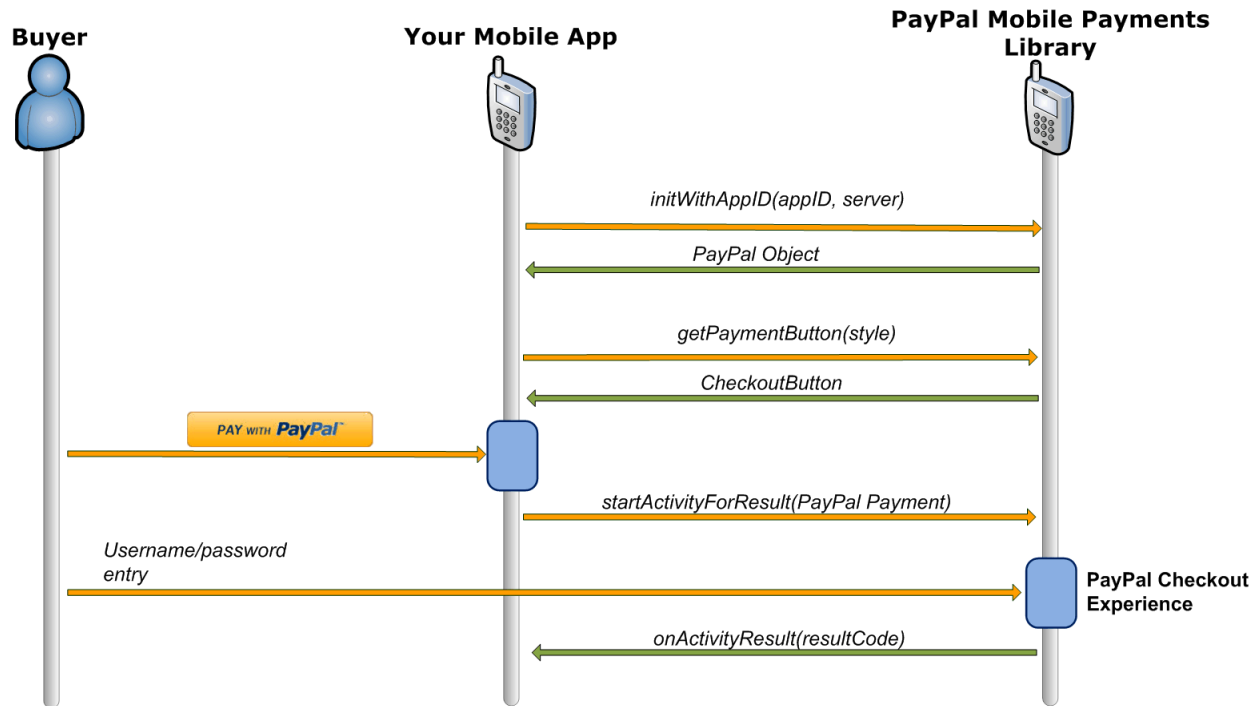 Buyer
Your Mobile App
PayPal Mobile Payments
Library
initWithAppID(appID, server)
PayPal Object
getPaymentButton(style)
CheckoutButton
PAY WITH PayPal™
startActivityForResult(PayPal Payment)
Username/password
entry
PayPal Checkout
Experience
onActivityResult(resultCode)